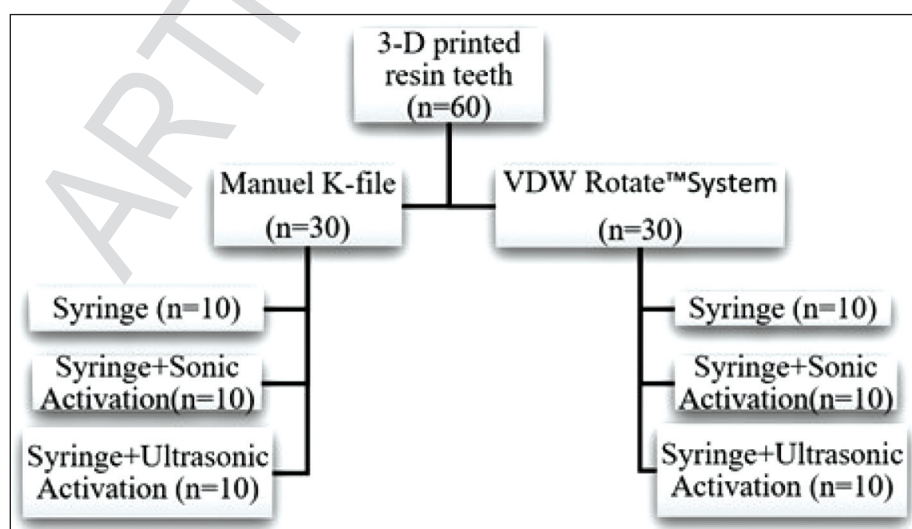 ARTI
3-D printed
resin teeth
(n=60)
Manuel K-file
(n=30)
VDW Rotate™System
(n=30)
Syringe (n=10)
Syringe+Sonic
Activation(n=10)
Syringe+Ultrasonic
Activation (n=10)
Syringe (n=10)
Syringe+Sonic
Activation(n=10)
Syringe+Ultrasonic
Activation (n=10)